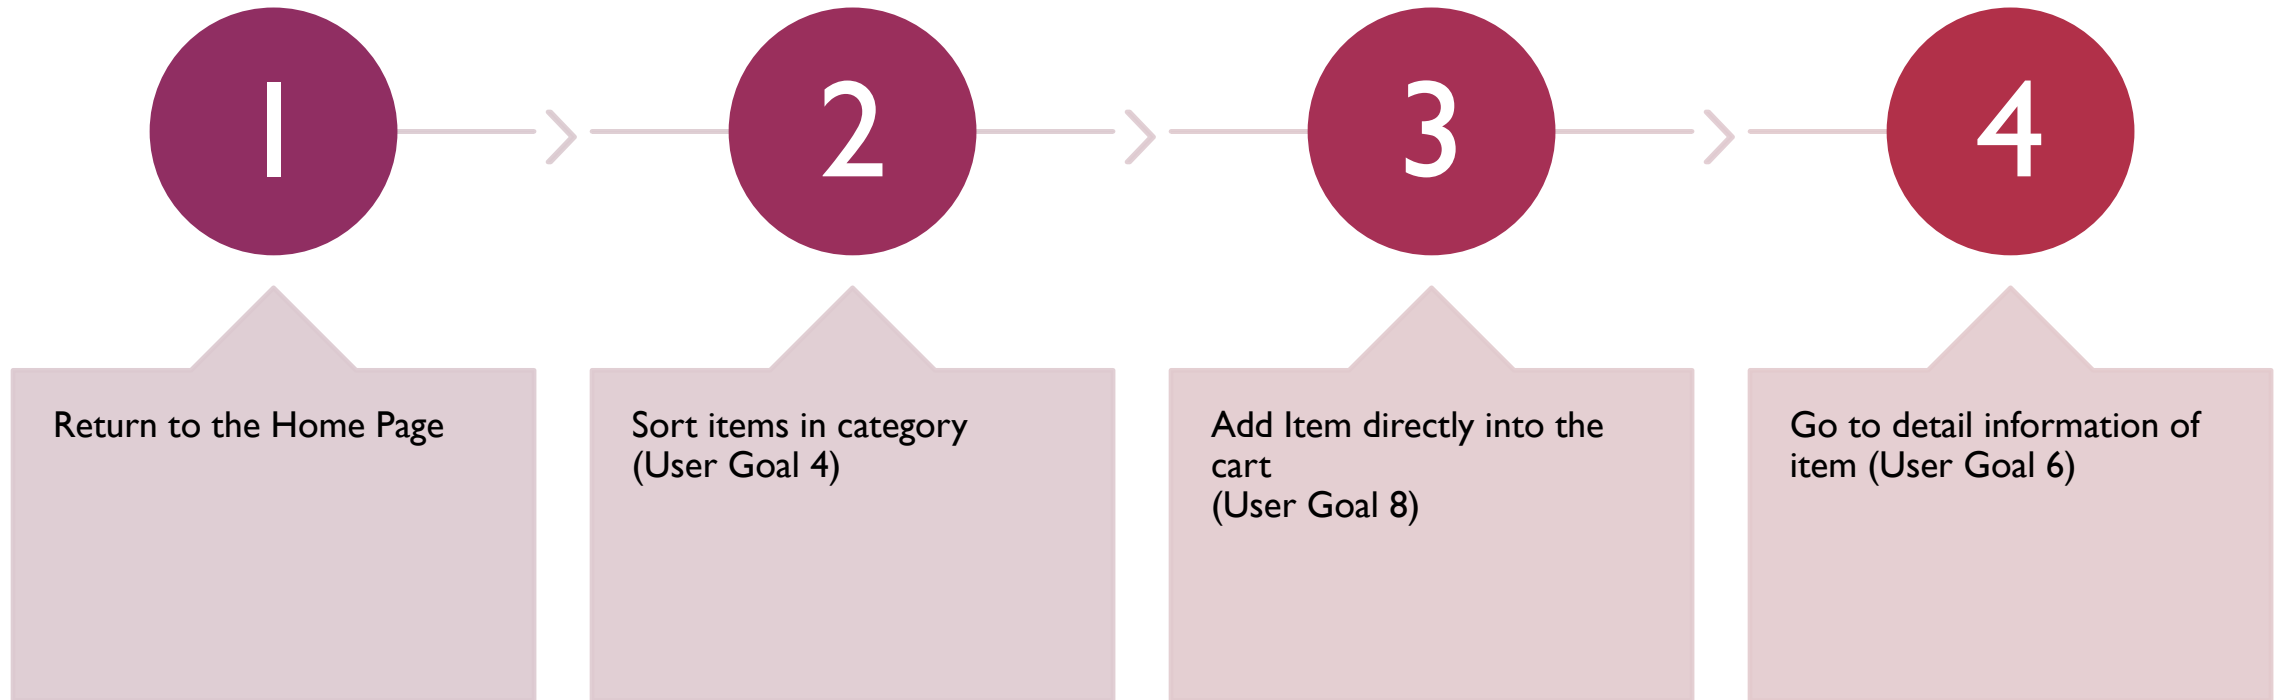 1
2
3
4
Return to the Home Page
Sort items in category
(User Goal 4)
Add Item directly into the
cart
(User Goal 8)
Go to detail information of
item (User Goal 6)